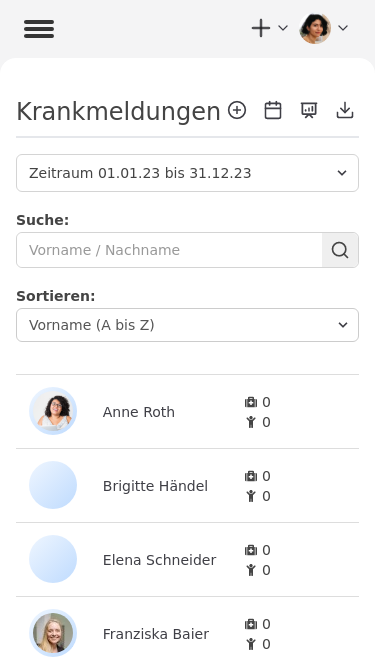 Krankmeldungen
Zeitraum 01.01.23 bis 31.12.23
Suche:
Vorname / Nachname
Sortieren:
Vorname (A bis Z)
Anne Roth
0
0
Brigitte Händel
0
0
Elena Schneider
0
0
Franziska Baier
0
0